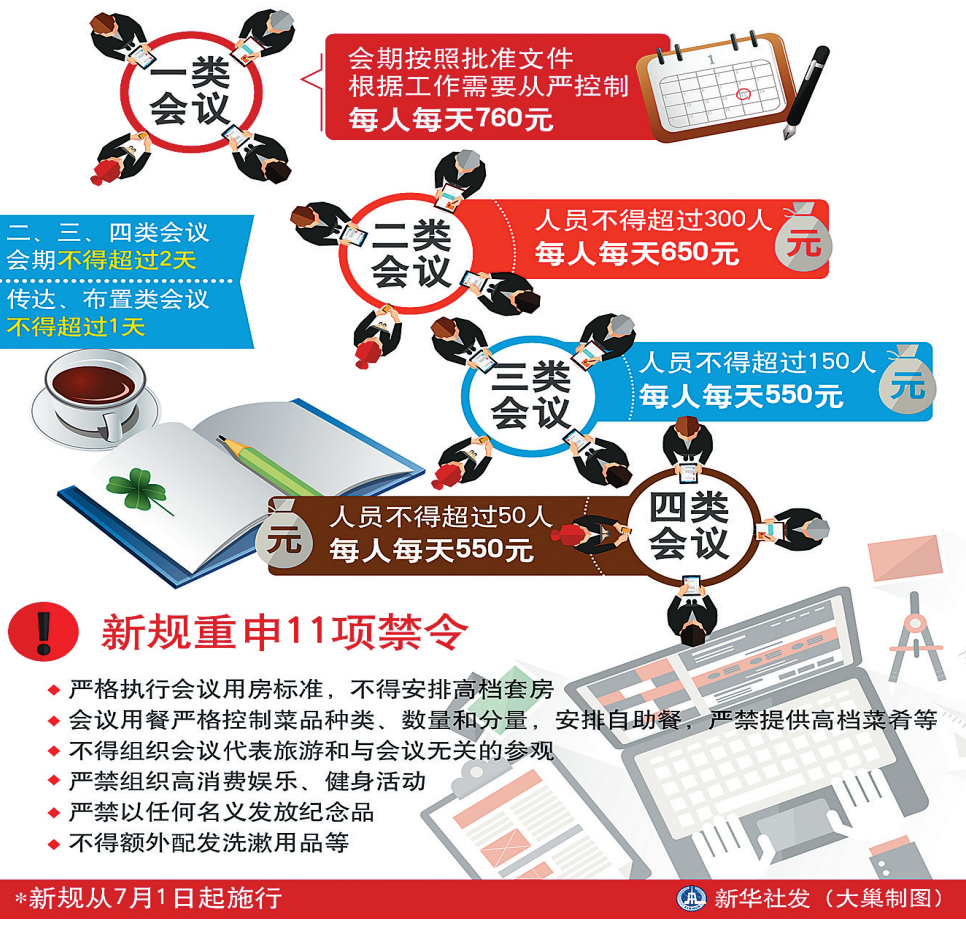 一类
会议
会期按照批准文件
根据工作需要从严控制
每人每天760元
1
二类
会议
人员不得超过300人
每人每天650元
元
二、三、四类会议
会期不得超过2天
传达、布置类会议
不得超过1天
三类
会议
人员不得超过150人
每人每天550元
元
四类
会议
元
人员不得超过50人
每人每天550元
新规重申11项禁令
严格执行会议用房标准，不得安排高档套房
会议用餐严格控制菜品种类、数量和分量，安排自助餐，严禁提供高档菜肴等
不得组织会议代表旅游和与会议无关的参观
严禁组织高消费娱乐、健身活动
严禁以任何名义发放纪念品
不得额外配发洗漱用品等
*新规从7月1日起施行
新华社发（大巢制图）